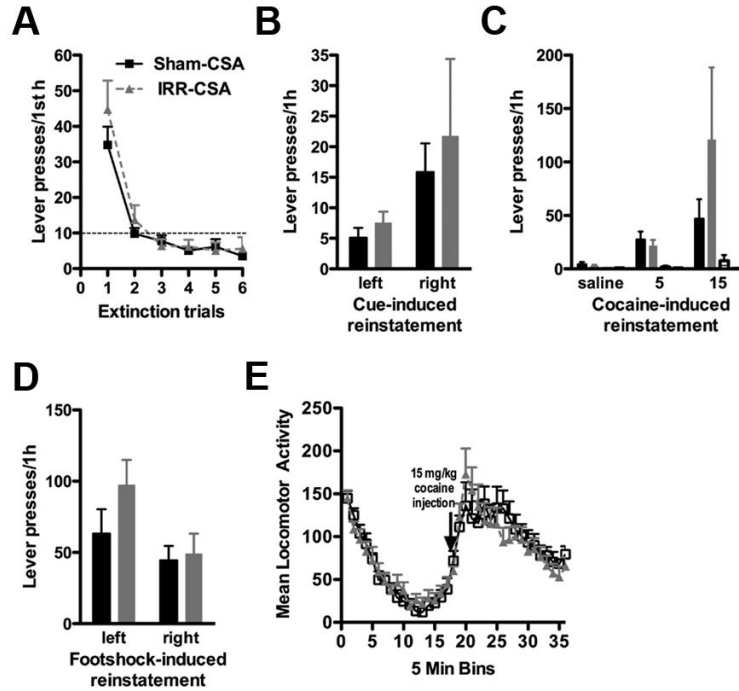 A
Lever presses/1st h
60
50
40
30
20
10
0
Sham-CSA
IRR-CSA
0 1 2 3 4 5 6
Extinction trials
B
Lever presses/1h
35
30
25
20
15
10
5
0
left right
Cue-induced
reinstatement
C
Lever presses/1h
200
150
100
50
0
saline 5 15
Cocaine-induced
reinstatement
D
Lever presses/1h
150
100
50
0
left right
Footshock-induced
reinstatement
E
Mean Locomotor Activity
250
200
150
100
50
0
15 mg/kg
cocaine
injection
0 5 10 15 20 25 30 35
5 Min Bins